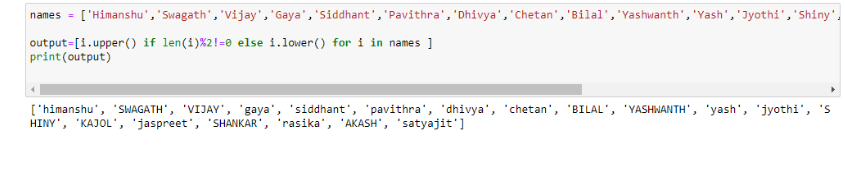 names = ['Himanshu','Swagath','Vijay','Gaya','Siddhant','Pavithra','Dhivya','Chetan','Bilal','Yashwanth','Yash','Jyothi','Shiny',
output=[i.upper() if len(i)%2!=0 else i.lower() for i in names ]
print(output)
['himanshu', 'SWAGATH', 'VIJAY', 'gaya', 'siddhant', 'pavithra', 'dhivya', 'chetan', 'BILAL', 'YASHWANTH', 'yash', 'jyothi', 'S
HINY', 'KAJOL', 'jaspreet', 'SHANKAR', 'rasika', 'AKASH', 'satyajit']